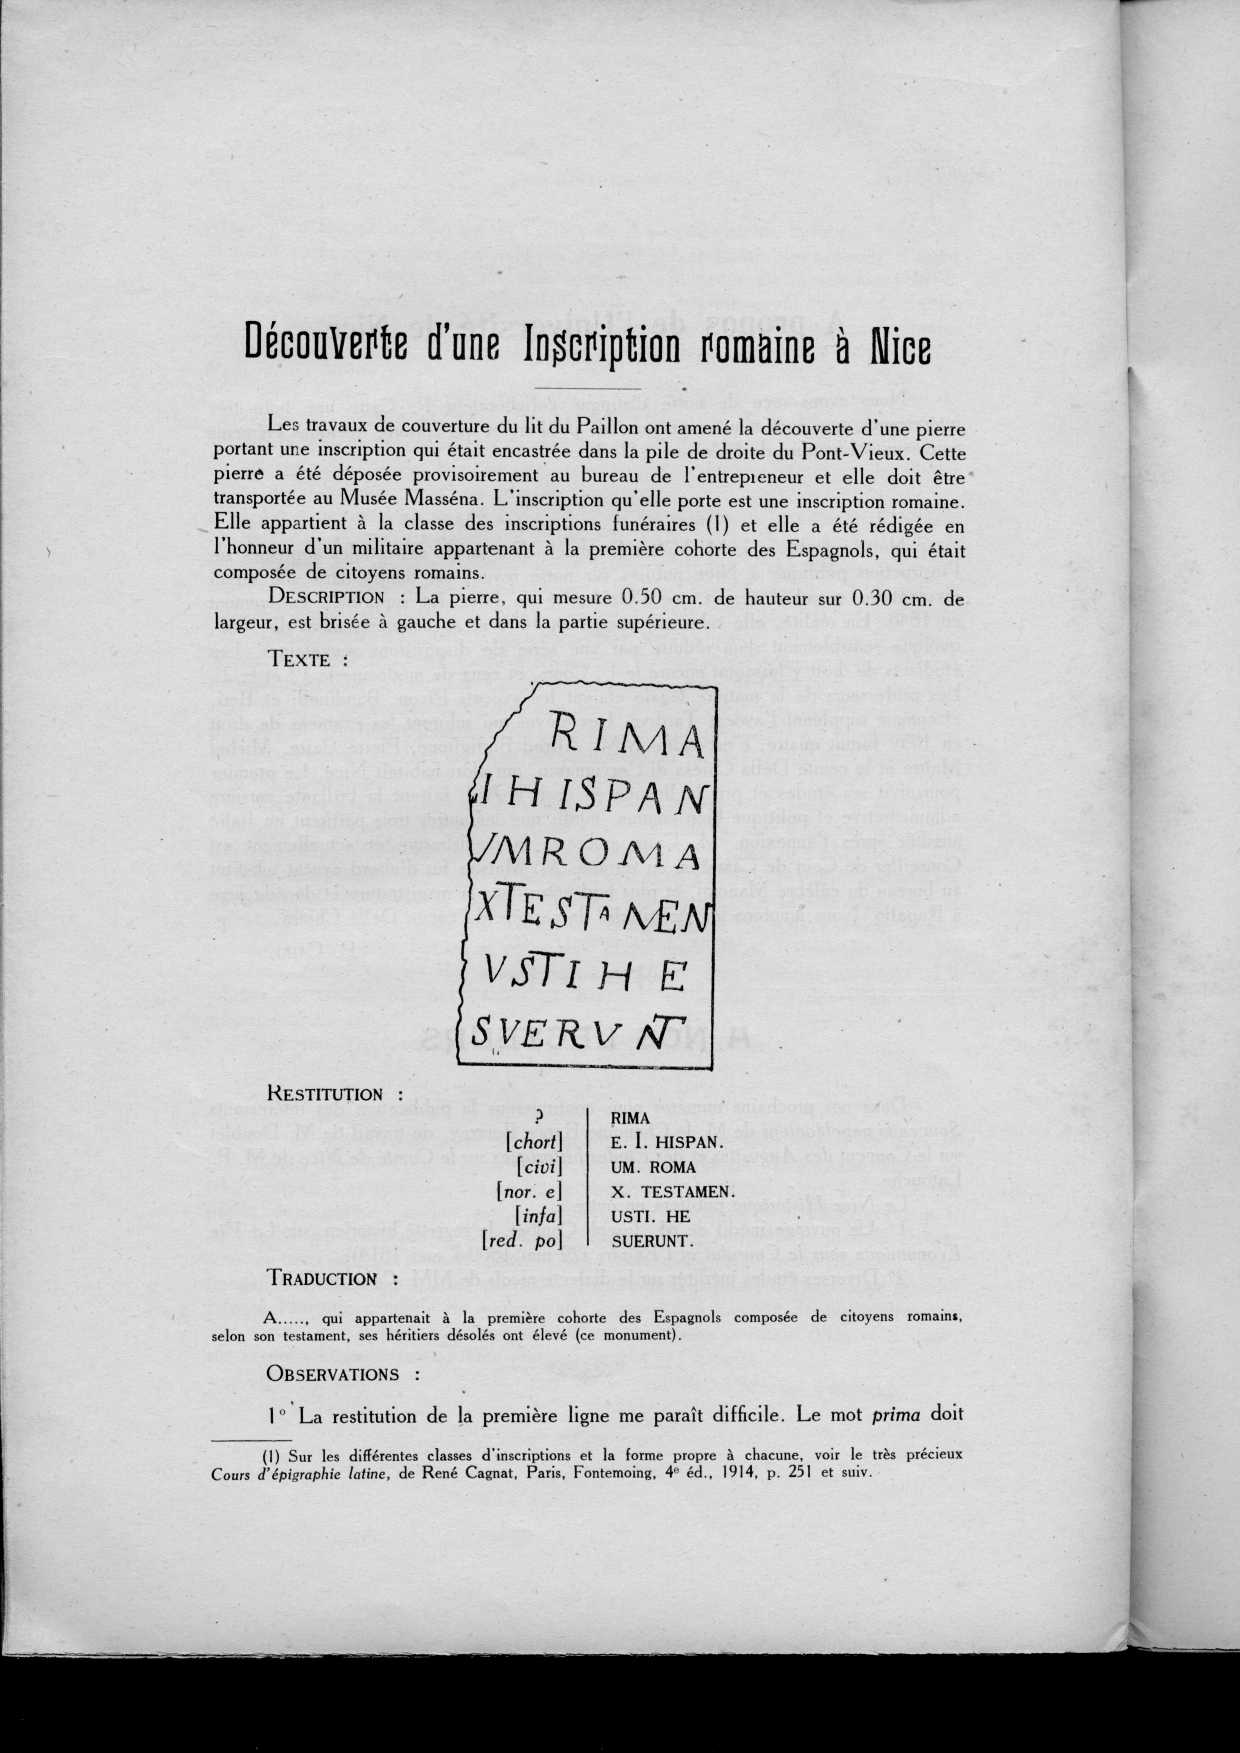 Découverte d'une Inscription romaine à Nice
Les travaux de couverture du lit du Paillon ont amené la découverte d'une pierre
portant une inscription qui était encastrée dans la pile de droite du Pont-Vieux. Cette
pierre a été déposée provisoirement au bureau de l'entrepreneur et elle doit être
transportée au Musée Masséna. L'inscription qu'elle porte est une inscription romaine.
Elle appartient à la classe des inscriptions funéraires (1) et elle a été rédigée en
l'honneur d'un militaire appartenant à la première cohorte des Espagnols, qui était
composée de citoyens romains.
DESCRIPTION : La pierre, qui mesure 0.50 cm. de hauteur sur 0.30 cm. de
largeur, est brisée à gauche et dans la partie supérieure.
TEXTE :
RIMA
I HISPAN
VMROMA
XTESTAMEN
VSTI HE
SVERVNT
RESTITUTION :
? | RIMA
[chort] | E. I. HISPAN.
[civi] | UM. ROMA
[nor. e] | X. TESTAMEN.
[infa] | USTI. HE
[red. po] | SUERUNT.
TRADUCTION :
A....., qui appartenait à la première cohorte des Espagnols composée de citoyens romains,
selon son testament, ses héritiers désolés ont élevé (ce monument).
OBSERVATIONS :
1° La restitution de la première ligne me paraît difficile. Le mot prima doit
(1) Sur les différentes classes d'inscriptions et la forme propre à chacune, voir le très précieux
Cours d'épigraphie latine, de René Cagnat, Paris, Fontemoing, 4e éd., 1914, p. 251 et suiv.